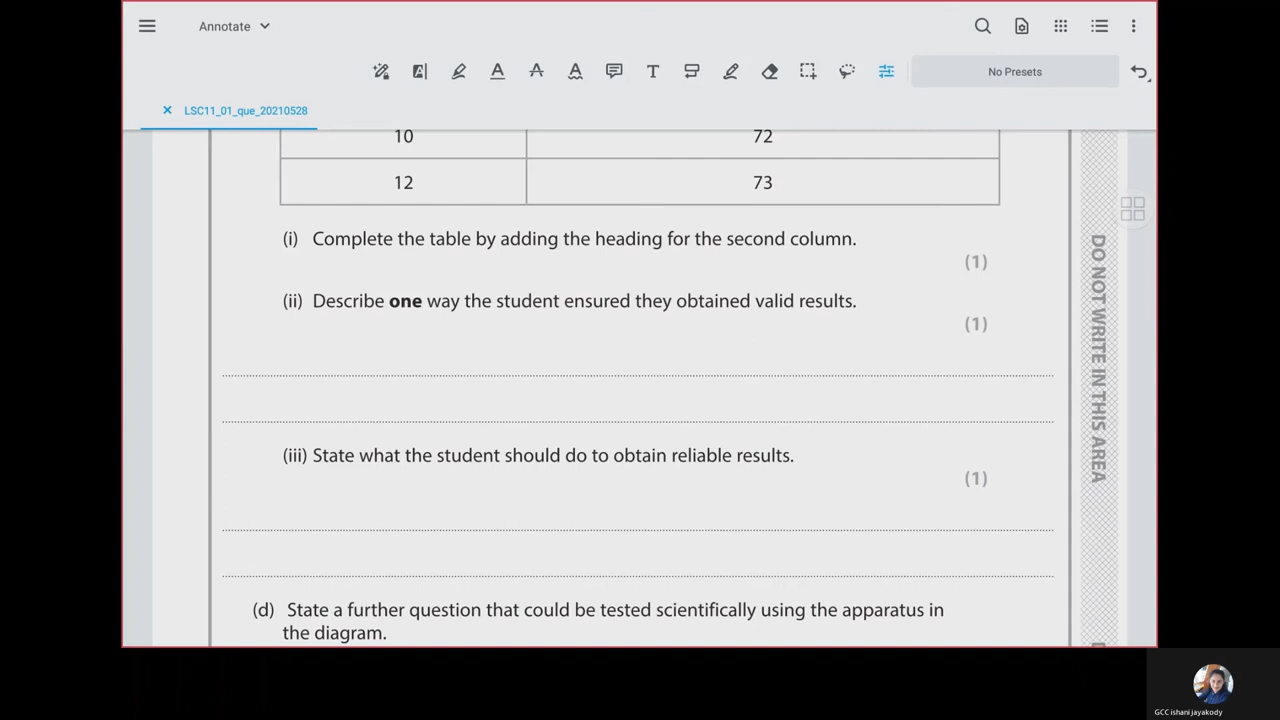 Annotate
No Presets
LSC11_01_que_20210528
10 72
12 73
(i) Complete the table by adding the heading for the second column.
(1)
(ii) Describe one way the student ensured they obtained valid results.
(1)
(iii) State what the student should do to obtain reliable results.
(1)
(d) State a further question that could be tested scientifically using the apparatus in
the diagram.
DO NOT WRITE IN THIS AREA
GCC ishani jayakody